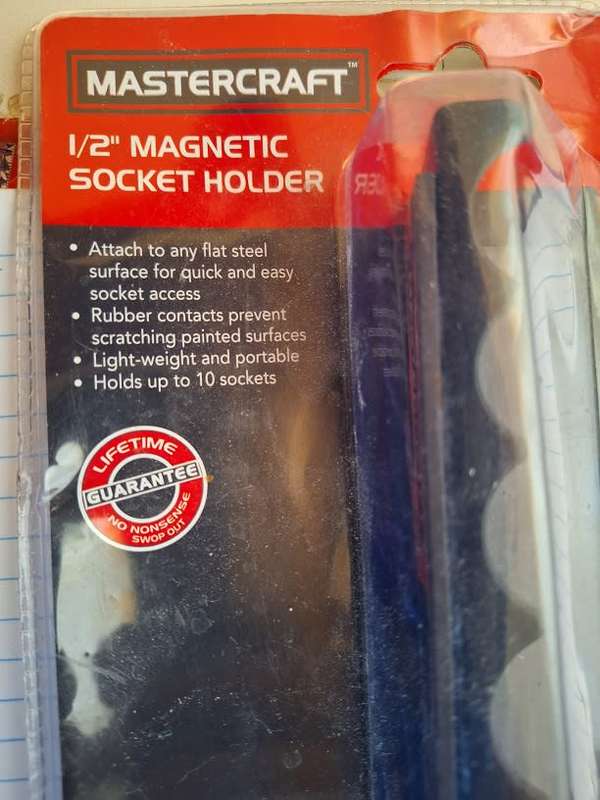 MASTERCRAFT™
1/2" MAGNETIC
SOCKET HOLDER
• Attach to any flat steel
surface for quick and easy
socket access
• Rubber contacts prevent
scratching painted surfaces
• Light-weight and portable
• Holds up to 10 sockets
LIFETIME
GUARANTEE
NO NONSENSE
SWOP OUT